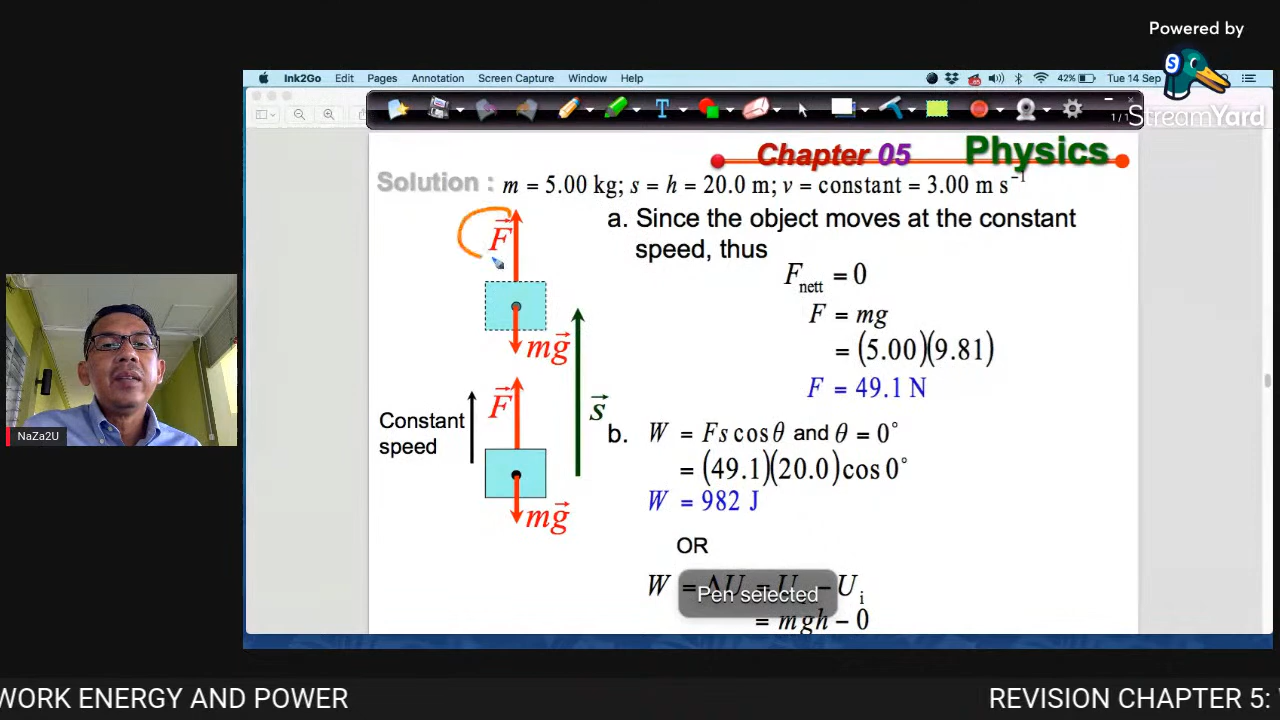 Powered by
StreamYard
Ink2Go Edit Pages Annotation Screen Capture Window Help 42% Tue 14 Sep
1/1
Chapter 05 Physics
Solution : m = 5.00 kg; s = h = 20.0 m; v = constant = 3.00 m s⁻¹
a. Since the object moves at the constant
speed, thus
F⃗
F_nett = 0
F = mg
mg⃗
= (5.00)(9.81)
F = 49.1 N
F⃗
s⃗
Constant
speed
mg⃗
b. W = Fs cos θ and θ = 0°
= (49.1)(20.0)cos 0°
W = 982 J
OR
W = ΔU = U – U_i
Pen selected
= mgh – 0
NaZa2U
WORK ENERGY AND POWER
REVISION CHAPTER 5: